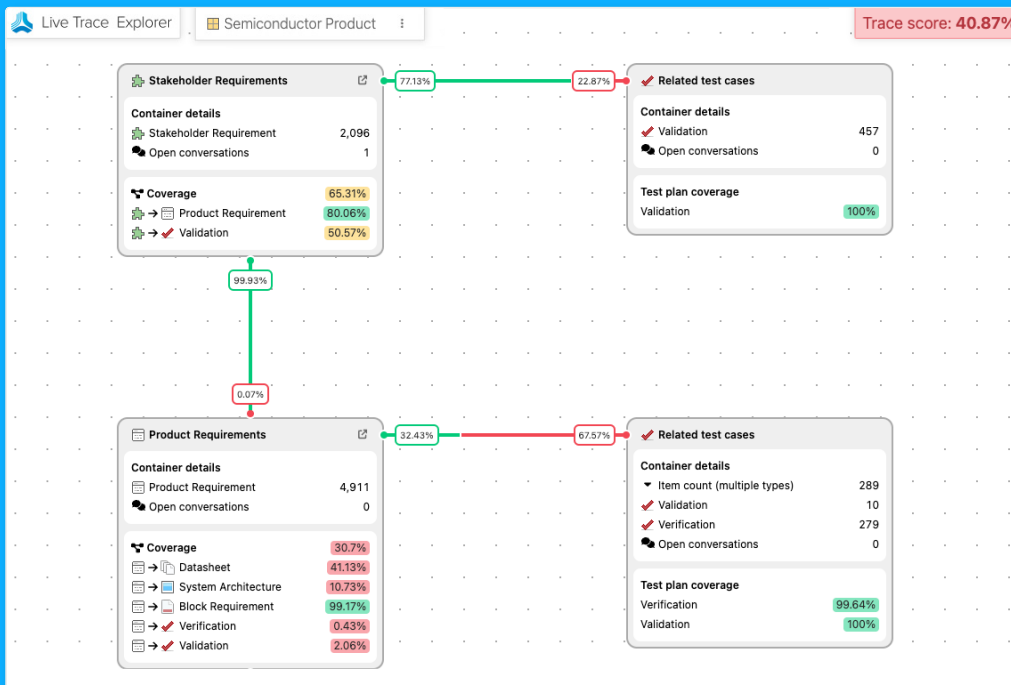 Live Trace Explorer
Semiconductor Product
Trace score: 40.87%
Stakeholder Requirements
Container details
Stakeholder Requirement 2,096
Open conversations 1
Coverage 65.31%
Product Requirement 80.06%
Validation 50.57%
77.13%
22.87%
Related test cases
Container details
Validation 457
Open conversations 0
Test plan coverage
Validation 100%
99.93%
0.07%
Product Requirements
Container details
Product Requirement 4,911
Open conversations 0
Coverage 30.7%
Datasheet 41.13%
System Architecture 10.73%
Block Requirement 99.17%
Verification 0.43%
Validation 2.06%
32.43%
67.57%
Related test cases
Container details
Item count (multiple types) 289
Validation 10
Verification 279
Open conversations 0
Test plan coverage
Verification 99.64%
Validation 100%